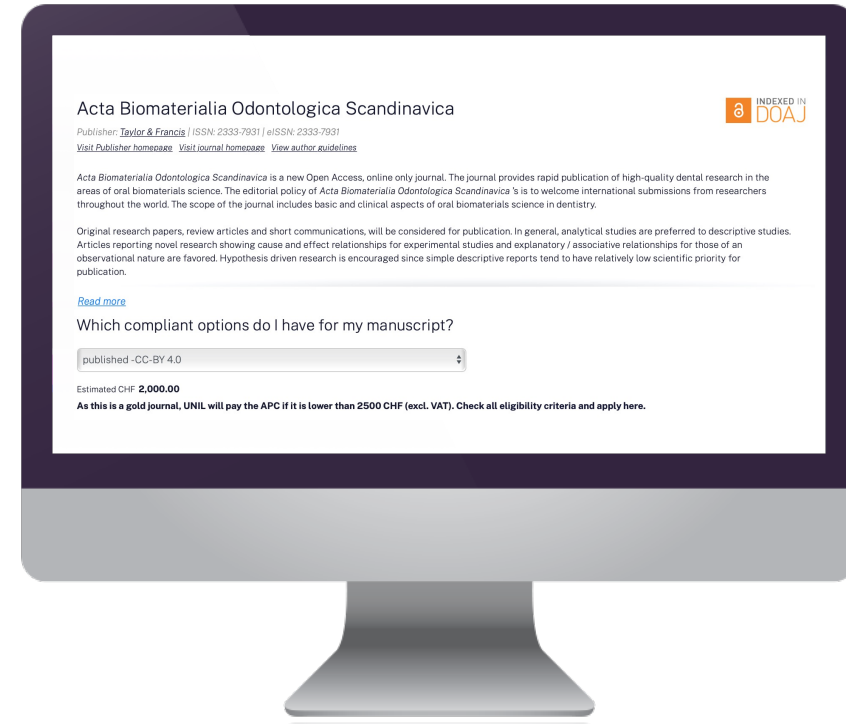 Acta Biomaterialia Odontologica Scandinavica
INDEXED IN
DOAJ
Publisher: Taylor & Francis | ISSN: 2333-7931 | eISSN: 2333-7931
Visit Publisher homepage Visit journal homepage View author guidelines
Acta Biomaterialia Odontologica Scandinavica is a new Open Access, online only journal. The journal provides rapid publication of high-quality dental research in the
areas of oral biomaterials science. The editorial policy of Acta Biomaterialia Odontologica Scandinavica 's is to welcome international submissions from researchers
throughout the world. The scope of the journal includes basic and clinical aspects of oral biomaterials science in dentistry.
Original research papers, review articles and short communications, will be considered for publication. In general, analytical studies are preferred to descriptive studies.
Articles reporting novel research showing cause and effect relationships for experimental studies and explanatory / associative relationships for those of an
observational nature are favored. Hypothesis driven research is encouraged since simple descriptive reports tend to have relatively low scientific priority for
publication.
Read more
Which compliant options do I have for my manuscript?
published -CC-BY 4.0
Estimated CHF 2,000.00
As this is a gold journal, UNIL will pay the APC if it is lower than 2500 CHF (excl. VAT). Check all eligibility criteria and apply here.